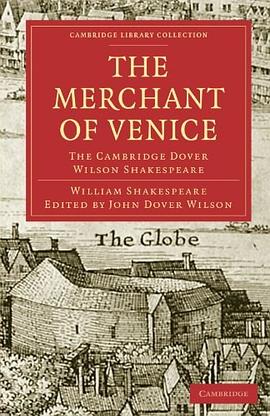 CAMBRIDGE LIBRARY COLLECTION
THE
MERCHANT
OF VENICE
The Cambridge Dover
Wilson Shakespeare
William Shakespeare
Edited by John Dover Wilson
The Globe
CAMBRIDGE